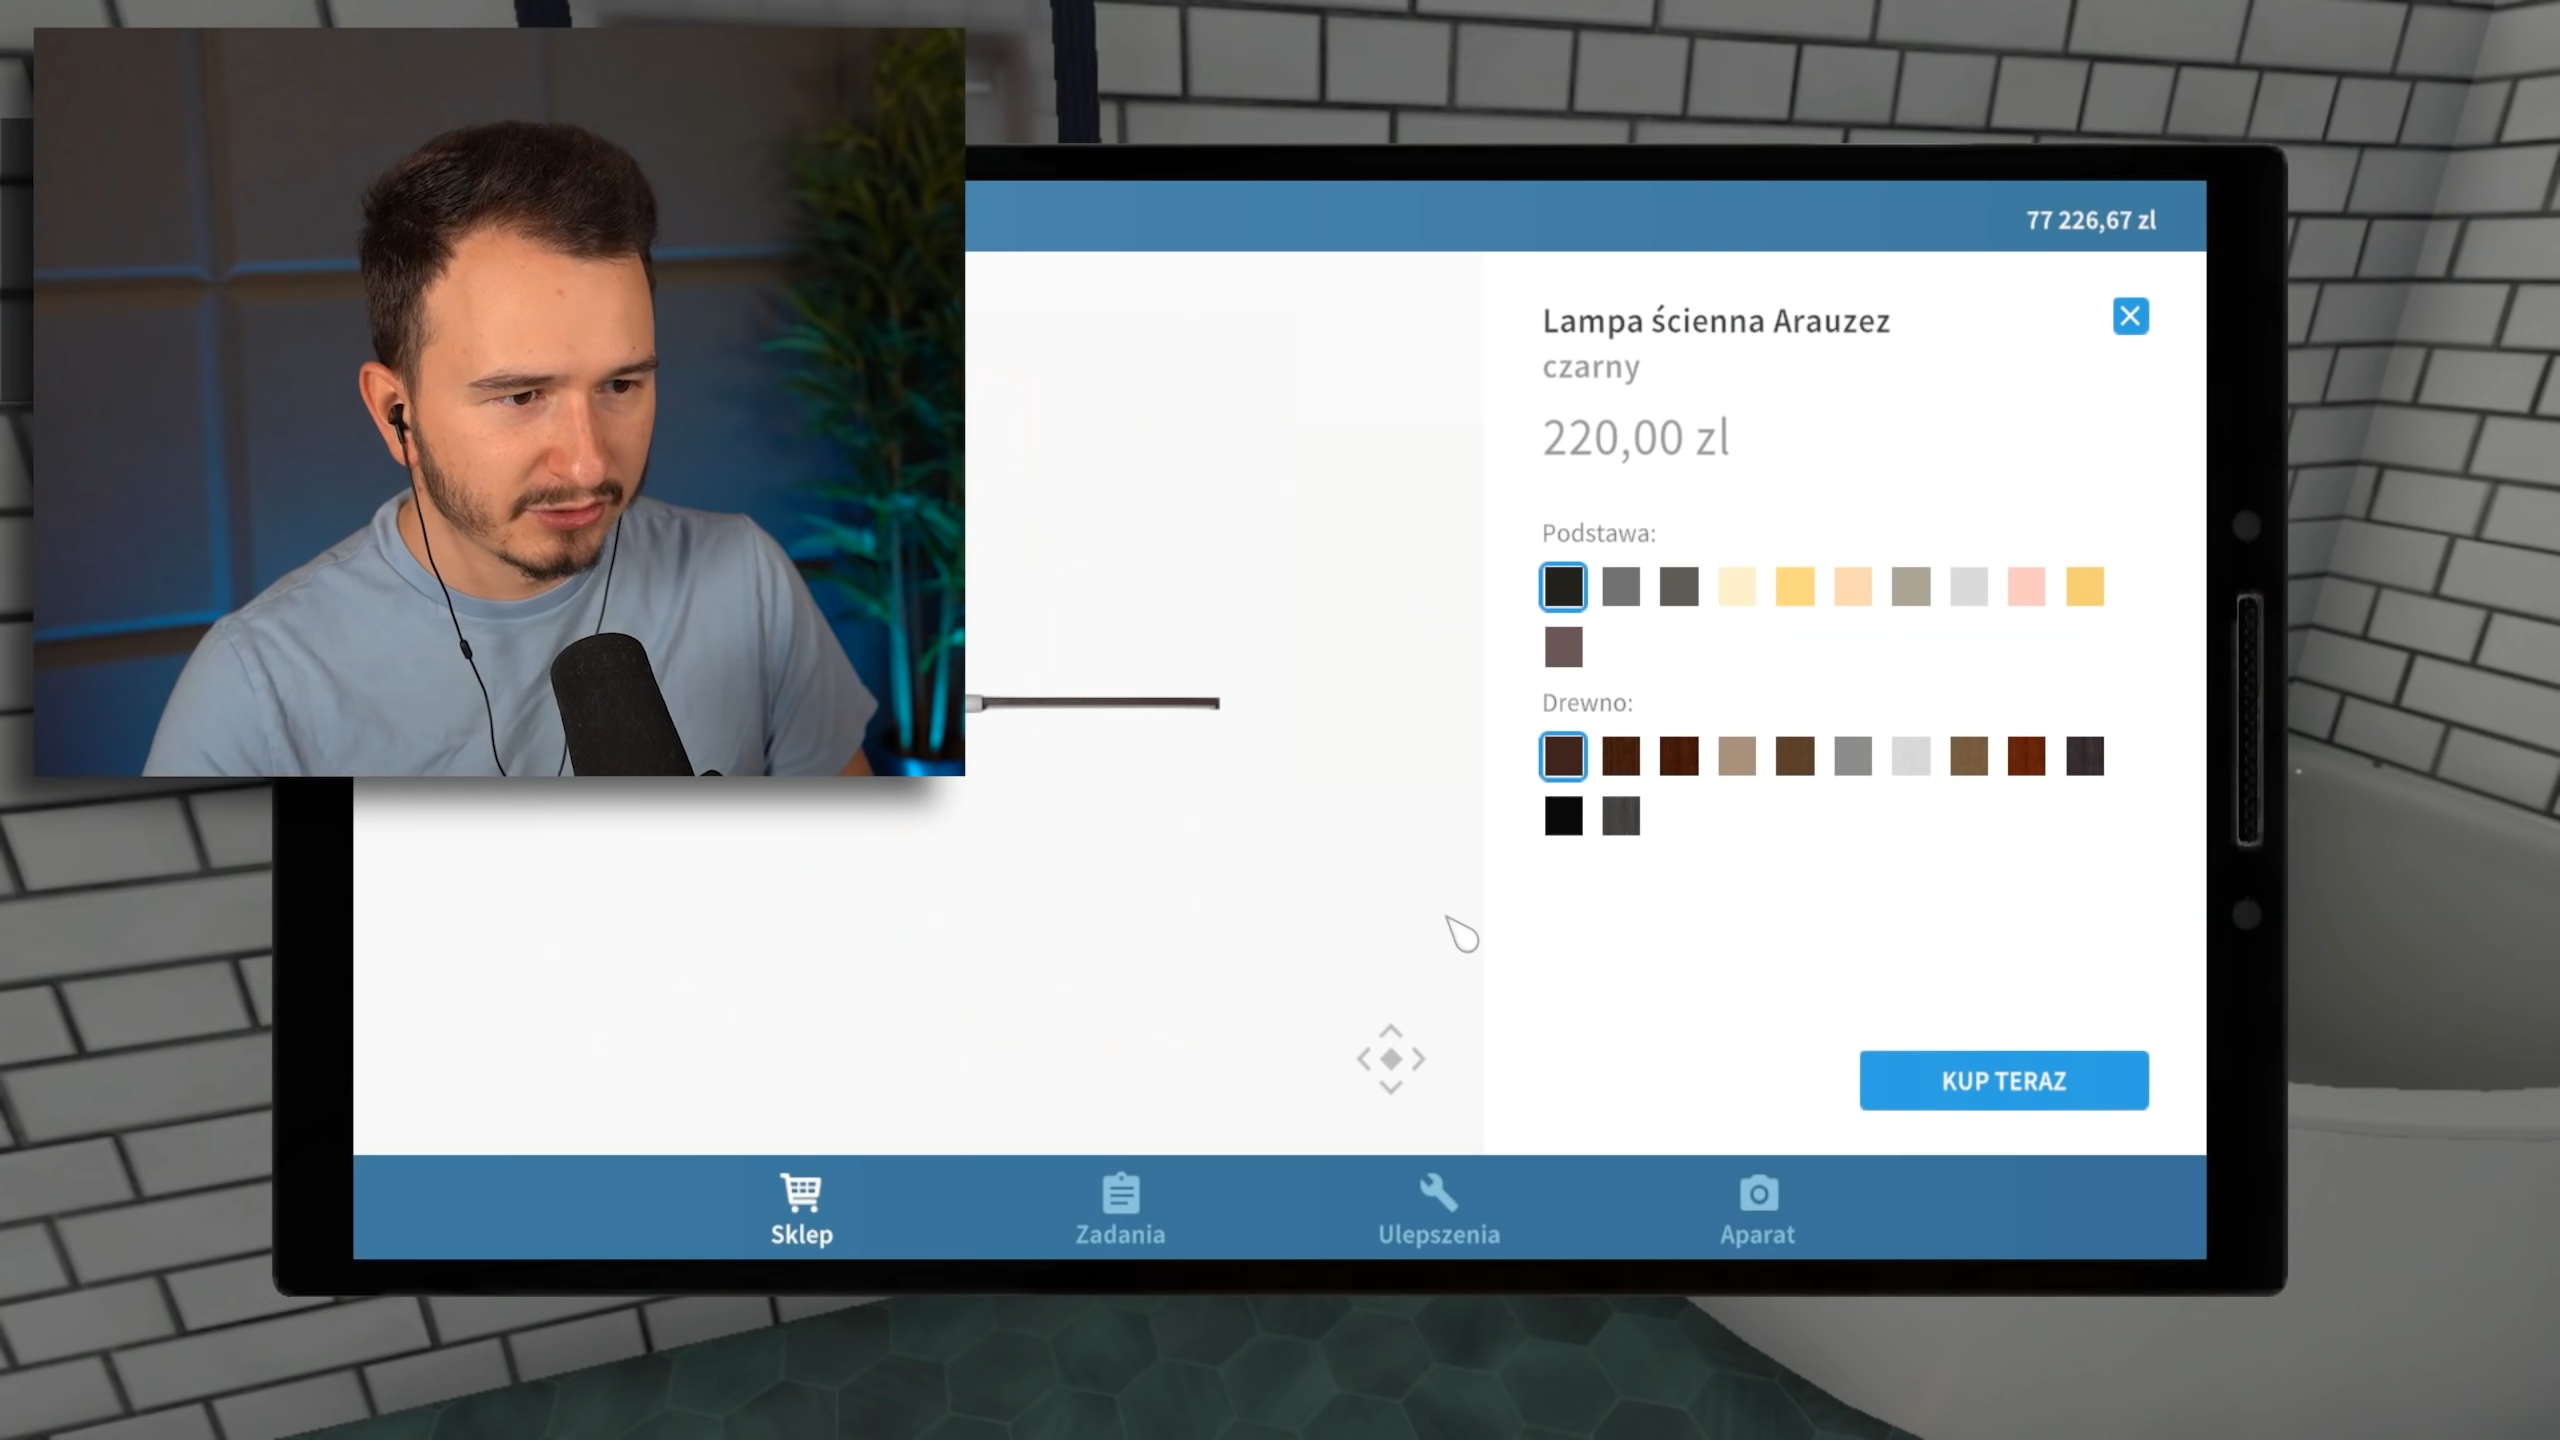 77 226,67 zl
Lampa ścienna Arauzez
czarny
220,00 zl
Podstawa:
Drewno:
KUP TERAZ
Sklep
Zadania
Ulepszenia
Aparat